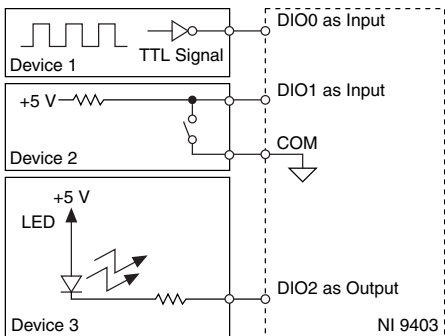 DIO0 as Input
TTL Signal
Device 1
+5 V
DIO1 as Input
COM
Device 2
+5 V
LED
DIO2 as Output
Device 3
NI 9403